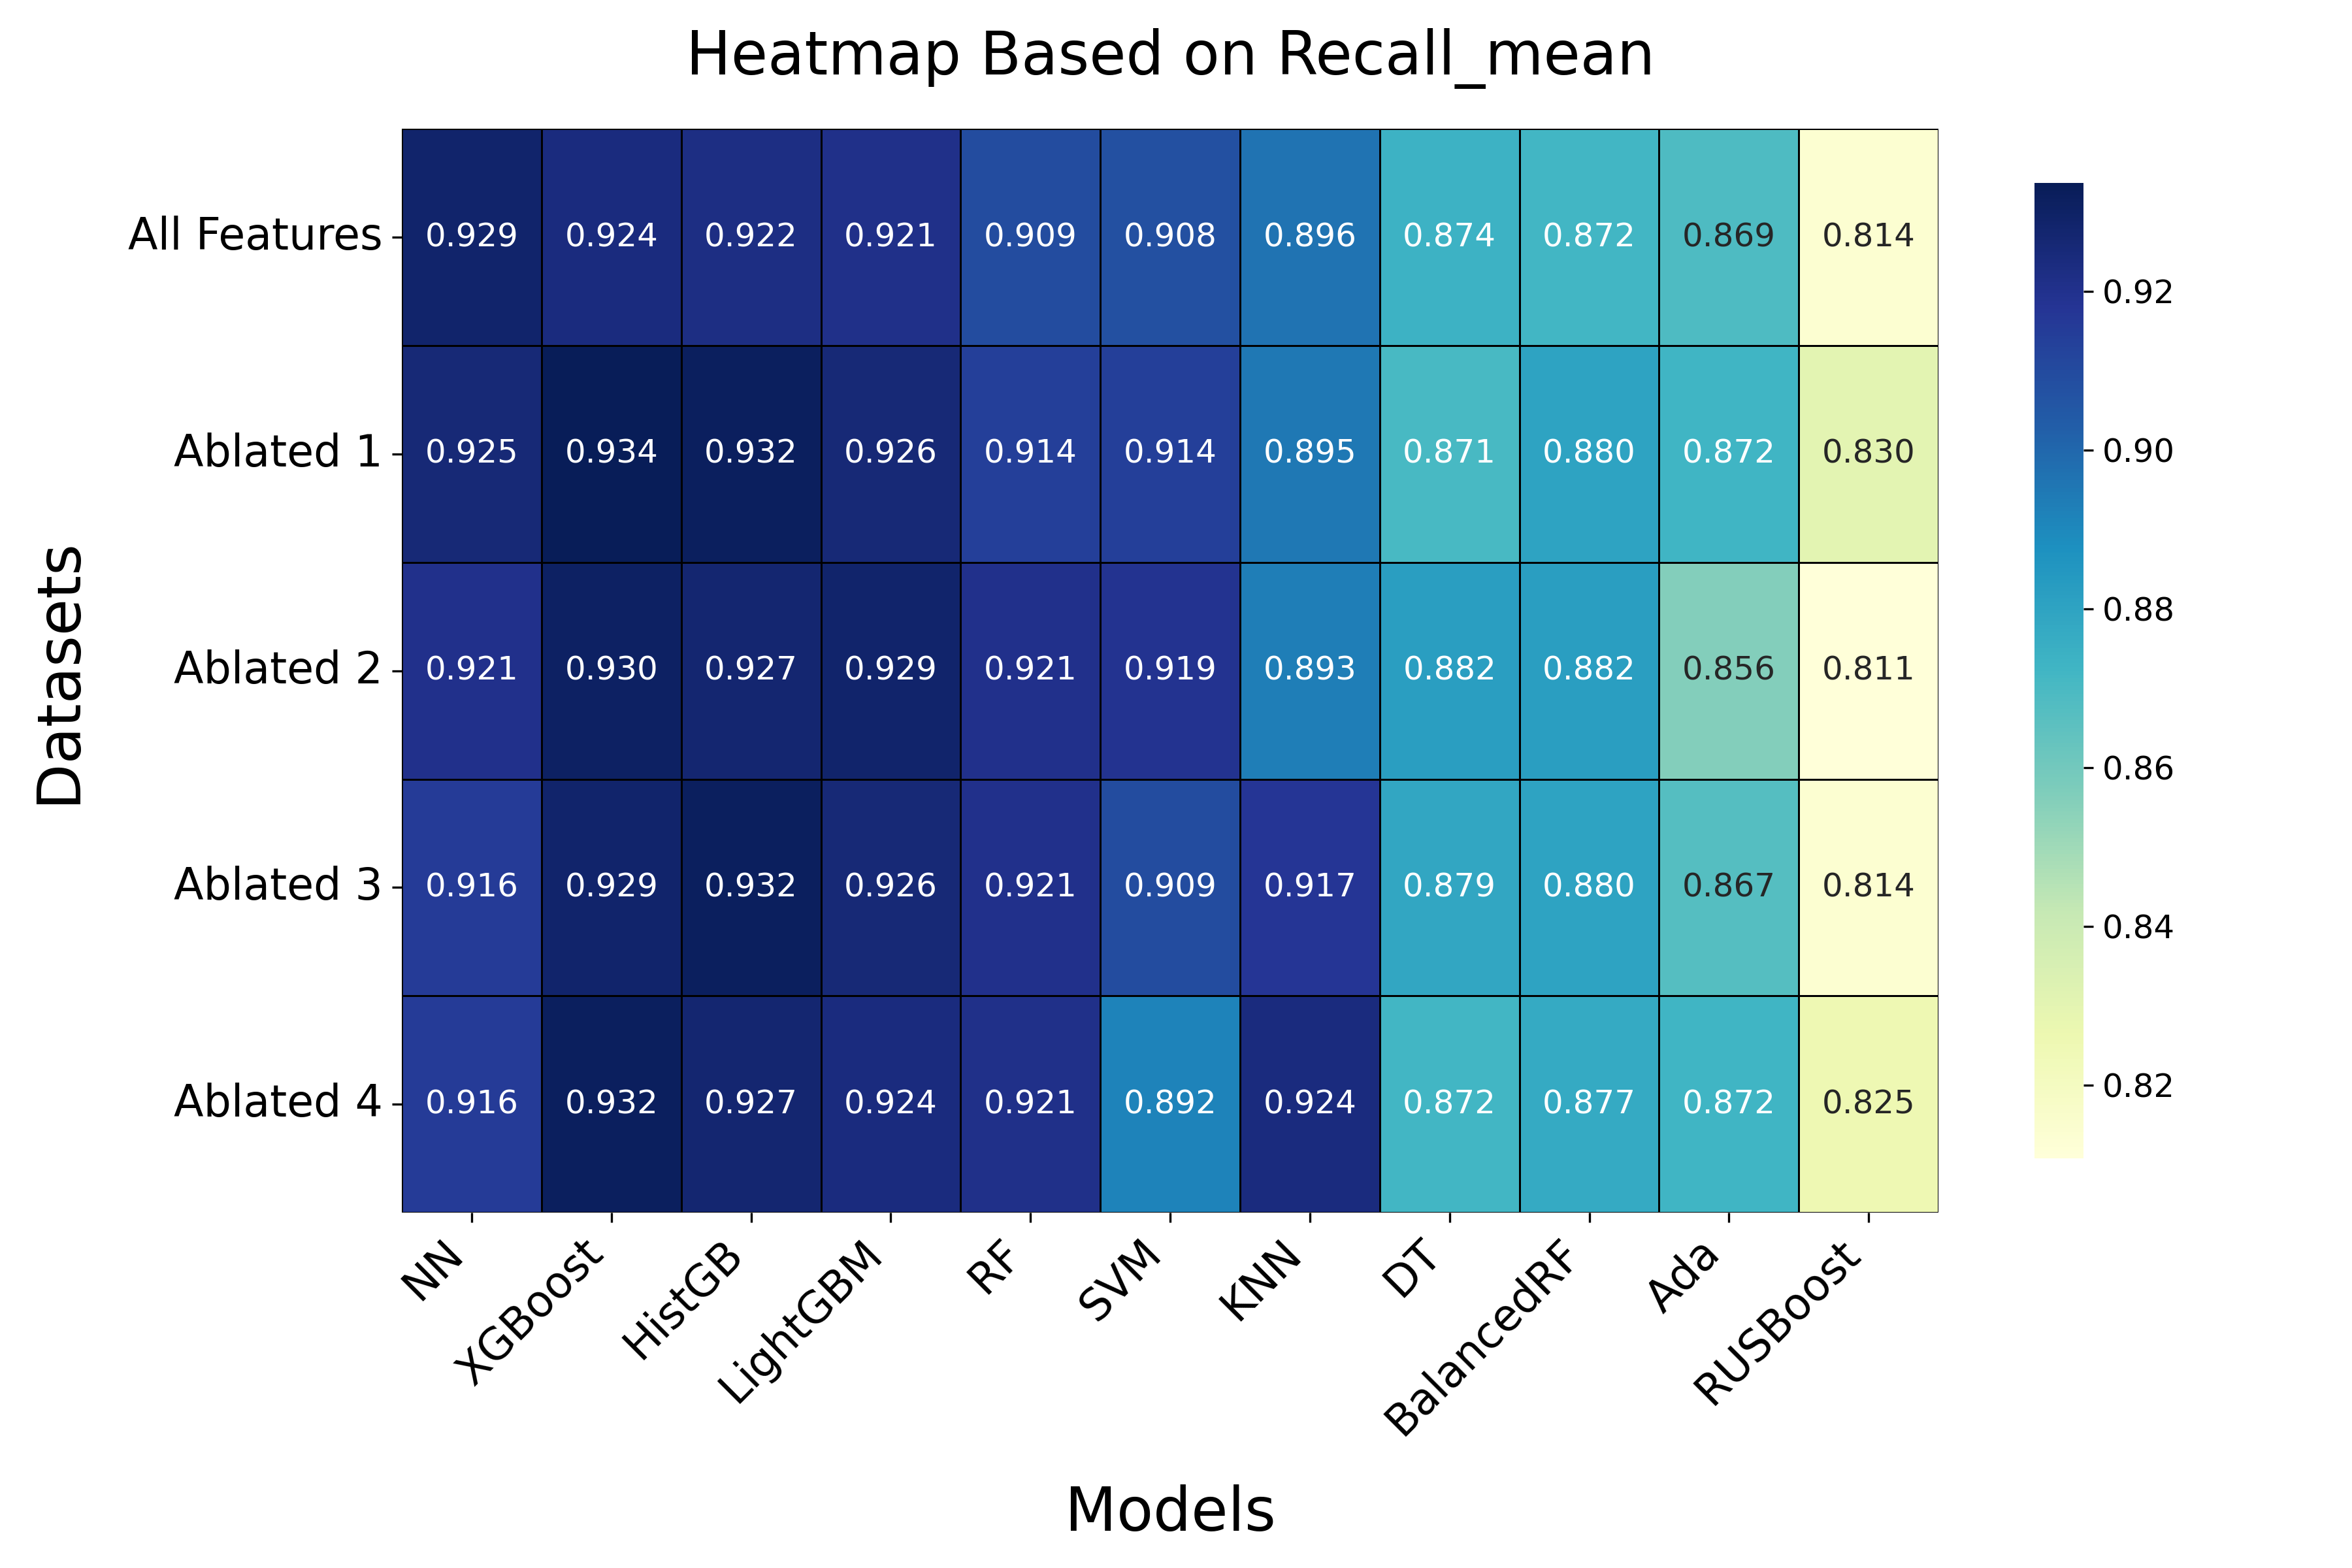 Heatmap Based on Recall_mean
All Features 0.929 0.924 0.922 0.921 0.909 0.908 0.896 0.874 0.872 0.869 0.814
Ablated 1 0.925 0.934 0.932 0.926 0.914 0.914 0.895 0.871 0.880 0.872 0.830
Ablated 2 0.921 0.930 0.927 0.929 0.921 0.919 0.893 0.882 0.882 0.856 0.811
Ablated 3 0.916 0.929 0.932 0.926 0.921 0.909 0.917 0.879 0.880 0.867 0.814
Ablated 4 0.916 0.932 0.927 0.924 0.921 0.892 0.924 0.872 0.877 0.872 0.825
Datasets
NN XGBoost HistGB LightGBM RF SVM KNN DT BalancedRF Ada RUSBoost
Models
0.92
0.90
0.88
0.86
0.84
0.82